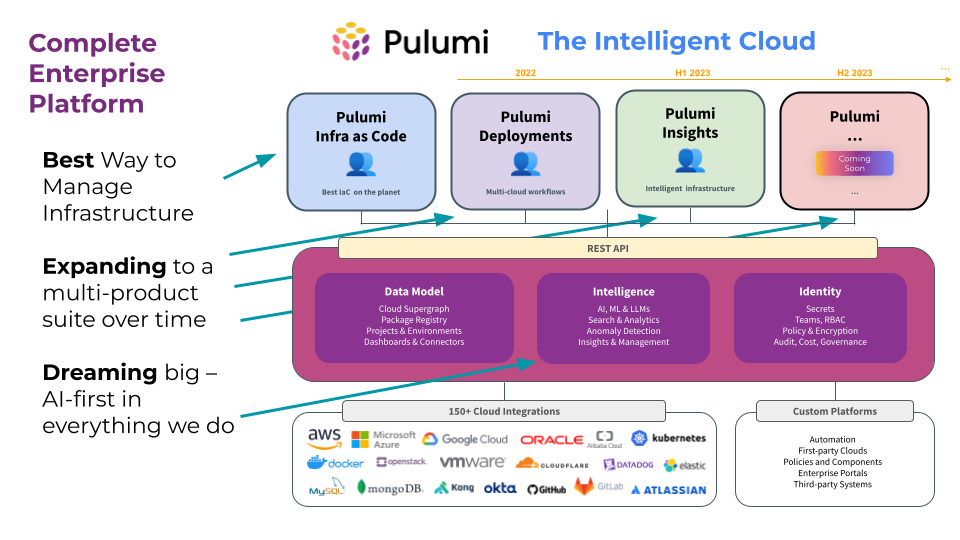 Complete
Enterprise
Platform
Pulumi
The Intelligent Cloud
2022
H1 2023
H2 2023
...
Best Way to
Manage
Infrastructure
Expanding to a
multi-product
suite over time
Dreaming big –
AI-first in
everything we do
Pulumi
Infra as Code
Best IaC on the planet
Pulumi
Deployments
Multi-cloud workflows
Pulumi
Insights
Intelligent infrastructure
Pulumi
...
Coming
Soon
...
REST API
Data Model
Cloud Supergraph
Package Registry
Projects & Environments
Dashboards & Connectors
Intelligence
AI, ML & LLMs
Search & Analytics
Anomaly Detection
Insights & Management
Identity
Secrets
Teams, RBAC
Policy & Encryption
Audit, Cost, Governance
150+ Cloud Integrations
aws Microsoft Azure Google Cloud ORACLE Alibaba Cloud kubernetes
docker openstack. vmware CLOUDFLARE DATADOG elastic
MySQL mongoDB. Kong okta GitHub GitLab ATLASSIAN
Custom Platforms
Automation
First-party Clouds
Policies and Components
Enterprise Portals
Third-party Systems